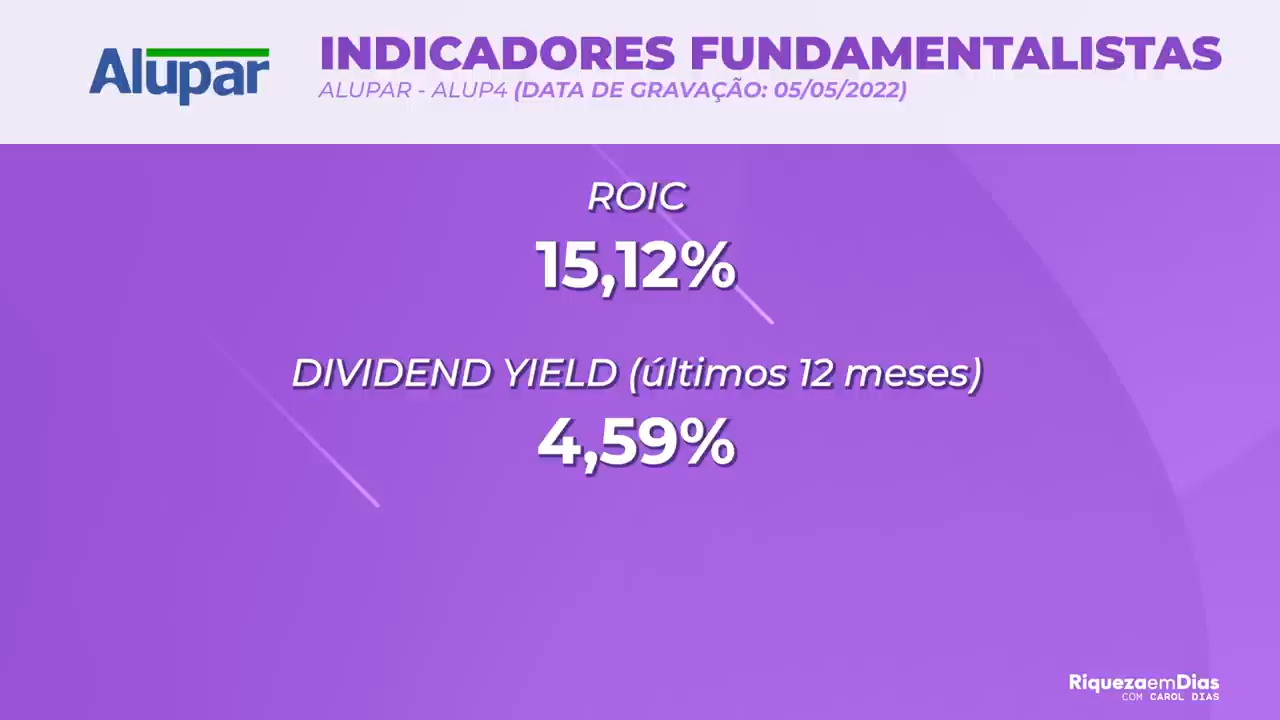 Alupar
INDICADORES FUNDAMENTALISTAS
ALUPAR - ALUP4 (DATA DE GRAVAÇÃO: 05/05/2022)
ROIC
15,12%
DIVIDEND YIELD (últimos 12 meses)
4,59%
RiquezaemDias
COM CAROL DIAS